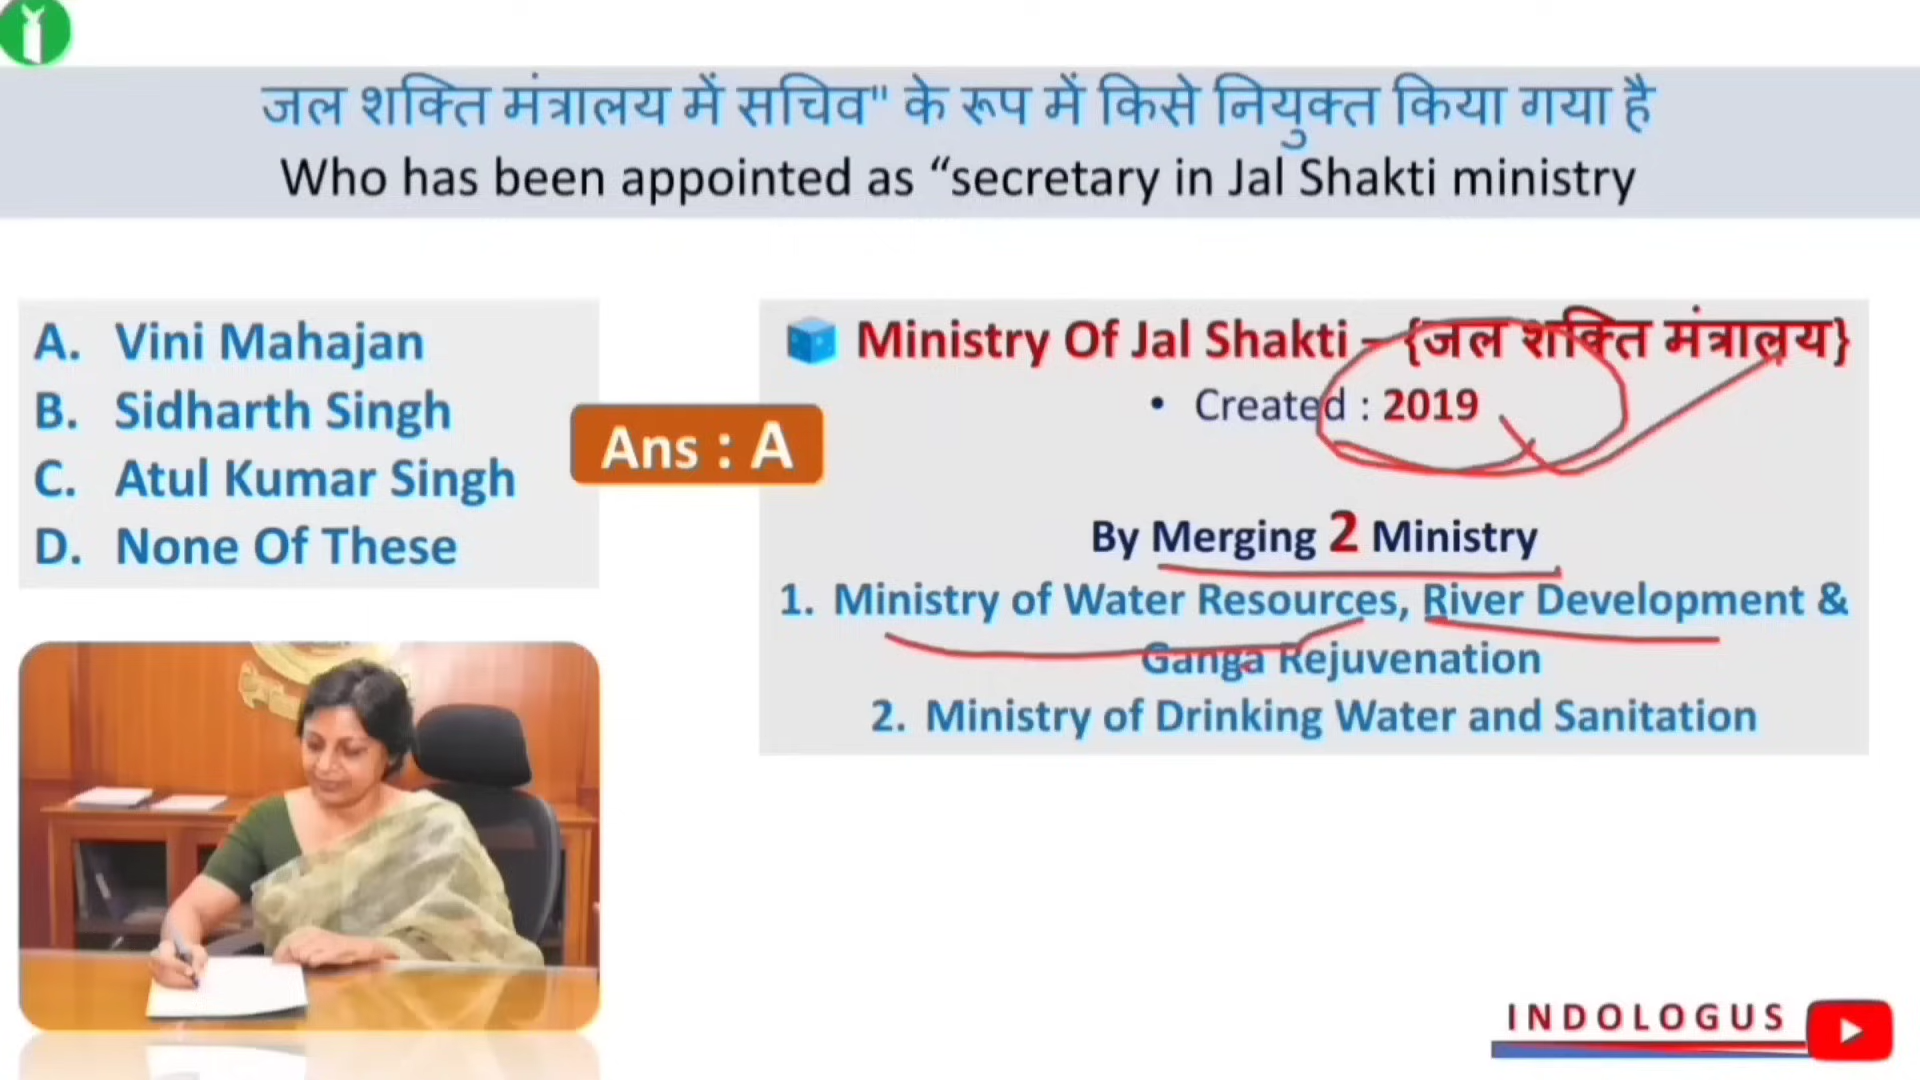 जल शक्ति मंत्रालय में सचिव" के रूप में किसे नियुक्त किया गया है
Who has been appointed as “secretary in Jal Shakti ministry
A. Vini Mahajan
B. Sidharth Singh
C. Atul Kumar Singh
D. None Of These
Ans : A
Ministry Of Jal Shakti – {जल शक्ति मंत्रालय}
• Created : 2019
By Merging 2 Ministry
1. Ministry of Water Resources, River Development &
Ganga Rejuvenation
2. Ministry of Drinking Water and Sanitation
INDOLOGUS